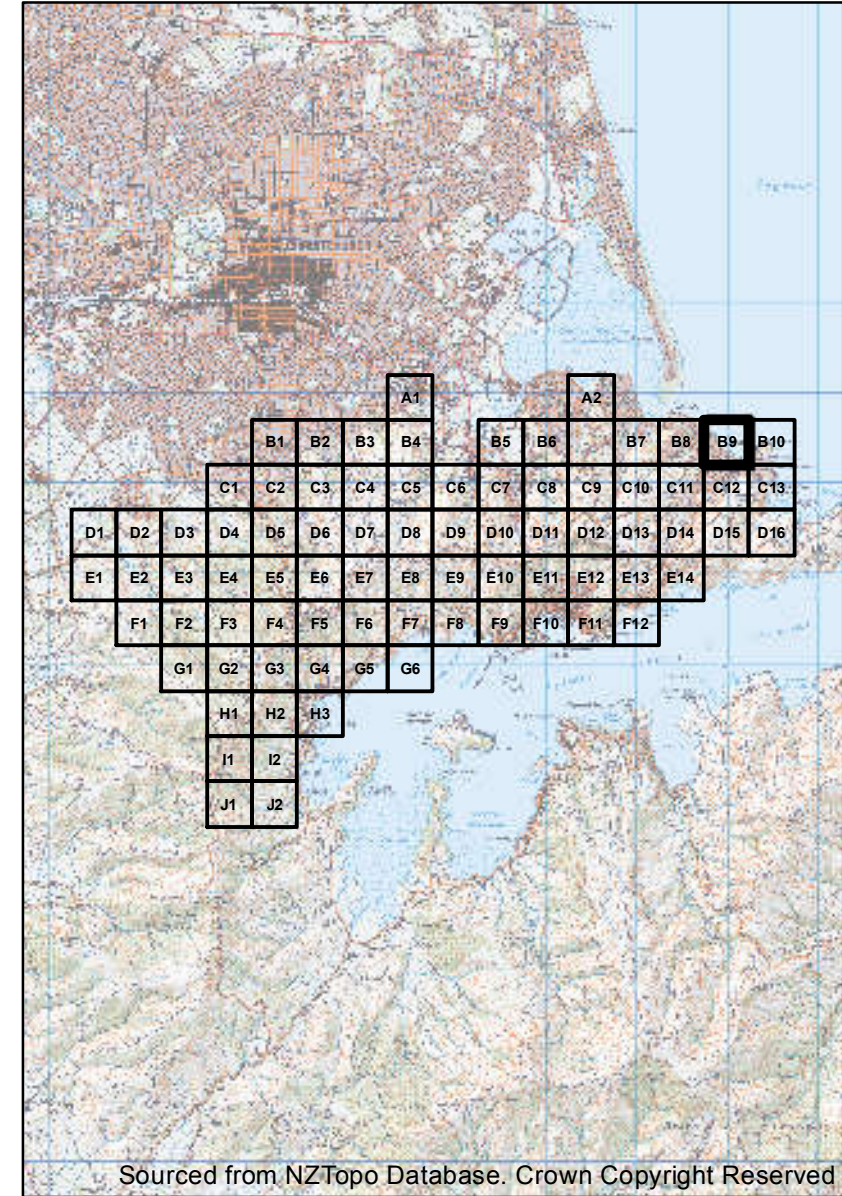 A1 A2
B1 B2 B3 B4 B5 B6 B7 B8 B9 B10
C1 C2 C3 C4 C5 C6 C7 C8 C9 C10 C11 C12 C13
D1 D2 D3 D4 D5 D6 D7 D8 D9 D10 D11 D12 D13 D14 D15 D16
E1 E2 E3 E4 E5 E6 E7 E8 E9 E10 E11 E12 E13 E14
F1 F2 F3 F4 F5 F6 F7 F8 F9 F10 F11 F12
G1 G2 G3 G4 G5 G6
H1 H2 H3
I1 I2
J1 J2
Sourced from NZTopo Database. Crown Copyright Reserved